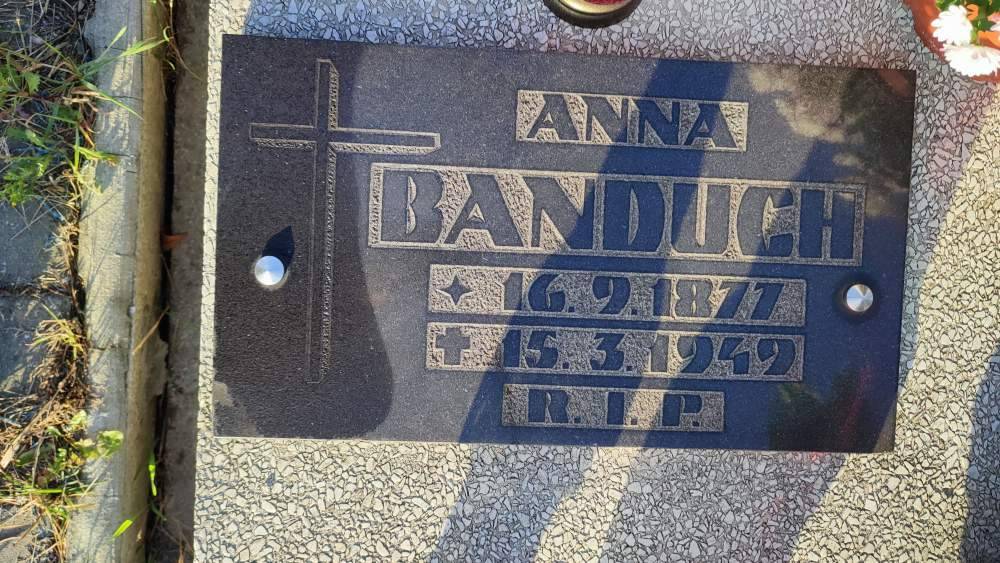 ANNA
BANDUCH
✦ 16. 9. 1877
✝ 15. 3. 1949
R. I. P.